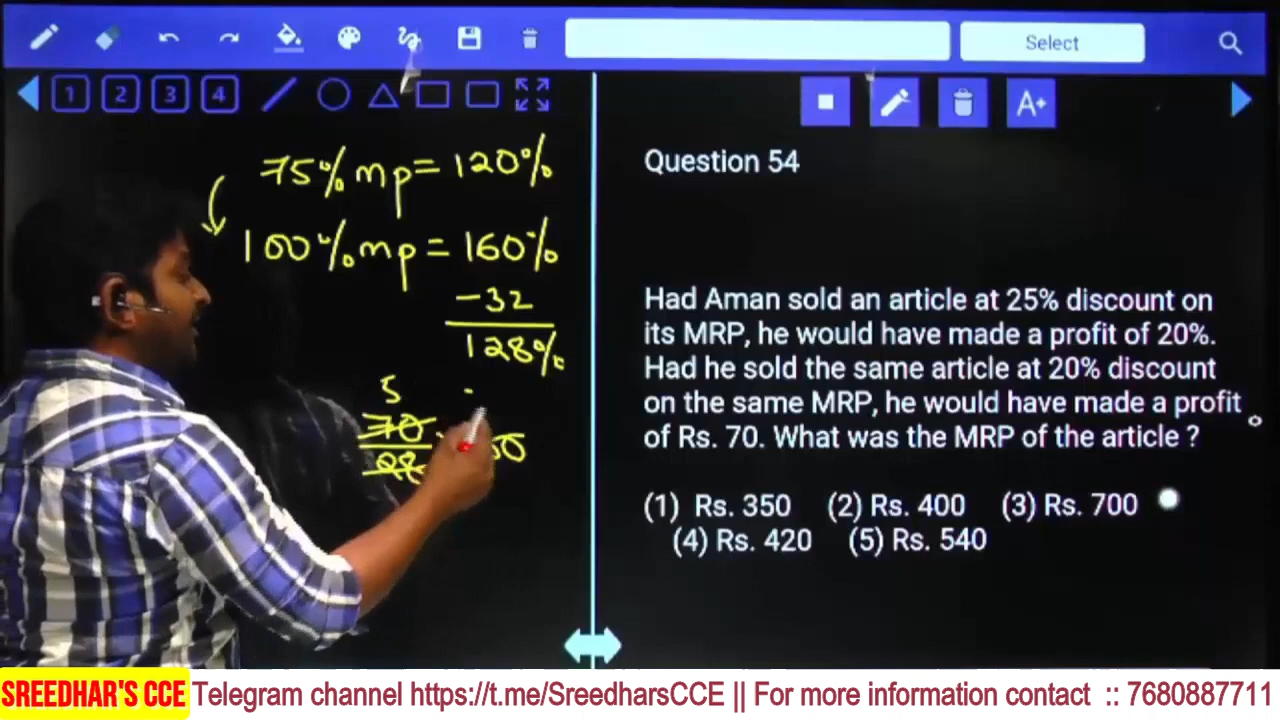 Select
1 2 3 4
A+
75% mp = 120%
100% mp = 160%
- 32
128%
5
70
28
Question 54
Had Aman sold an article at 25% discount on
its MRP, he would have made a profit of 20%.
Had he sold the same article at 20% discount
on the same MRP, he would have made a profit
of Rs. 70. What was the MRP of the article ?
(1) Rs. 350 (2) Rs. 400 (3) Rs. 700
(4) Rs. 420 (5) Rs. 540
SREEDHAR'S CCE Telegram channel https://t.me/SreedharsCCE || For more information contact :: 7680887711